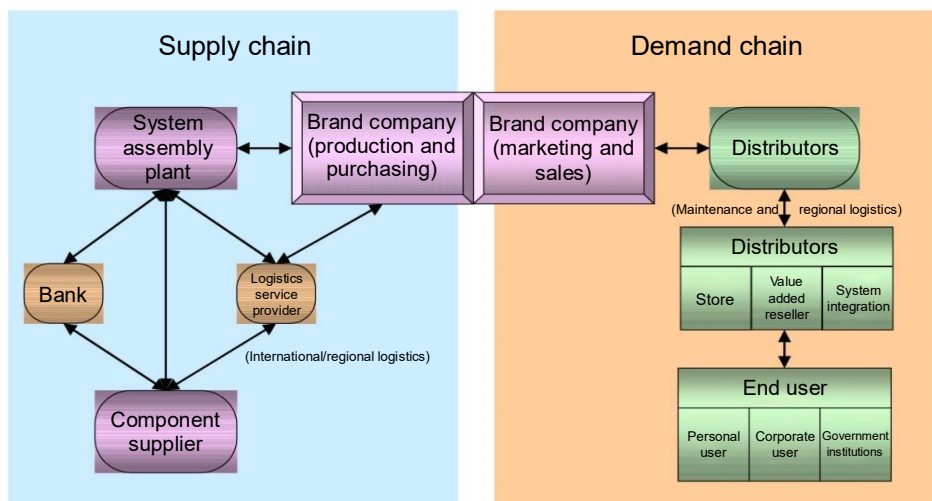 Supply chain
Demand chain
System
assembly
plant
Brand company
(production and
purchasing)
Brand company
(marketing and
sales)
Distributors
(Maintenance and regional logistics)
Distributors
Store
Value
added
reseller
System
integration
Bank
Logistics
service
provider
(International/regional logistics)
Component
supplier
End user
Personal
user
Corporate
user
Government
institutions